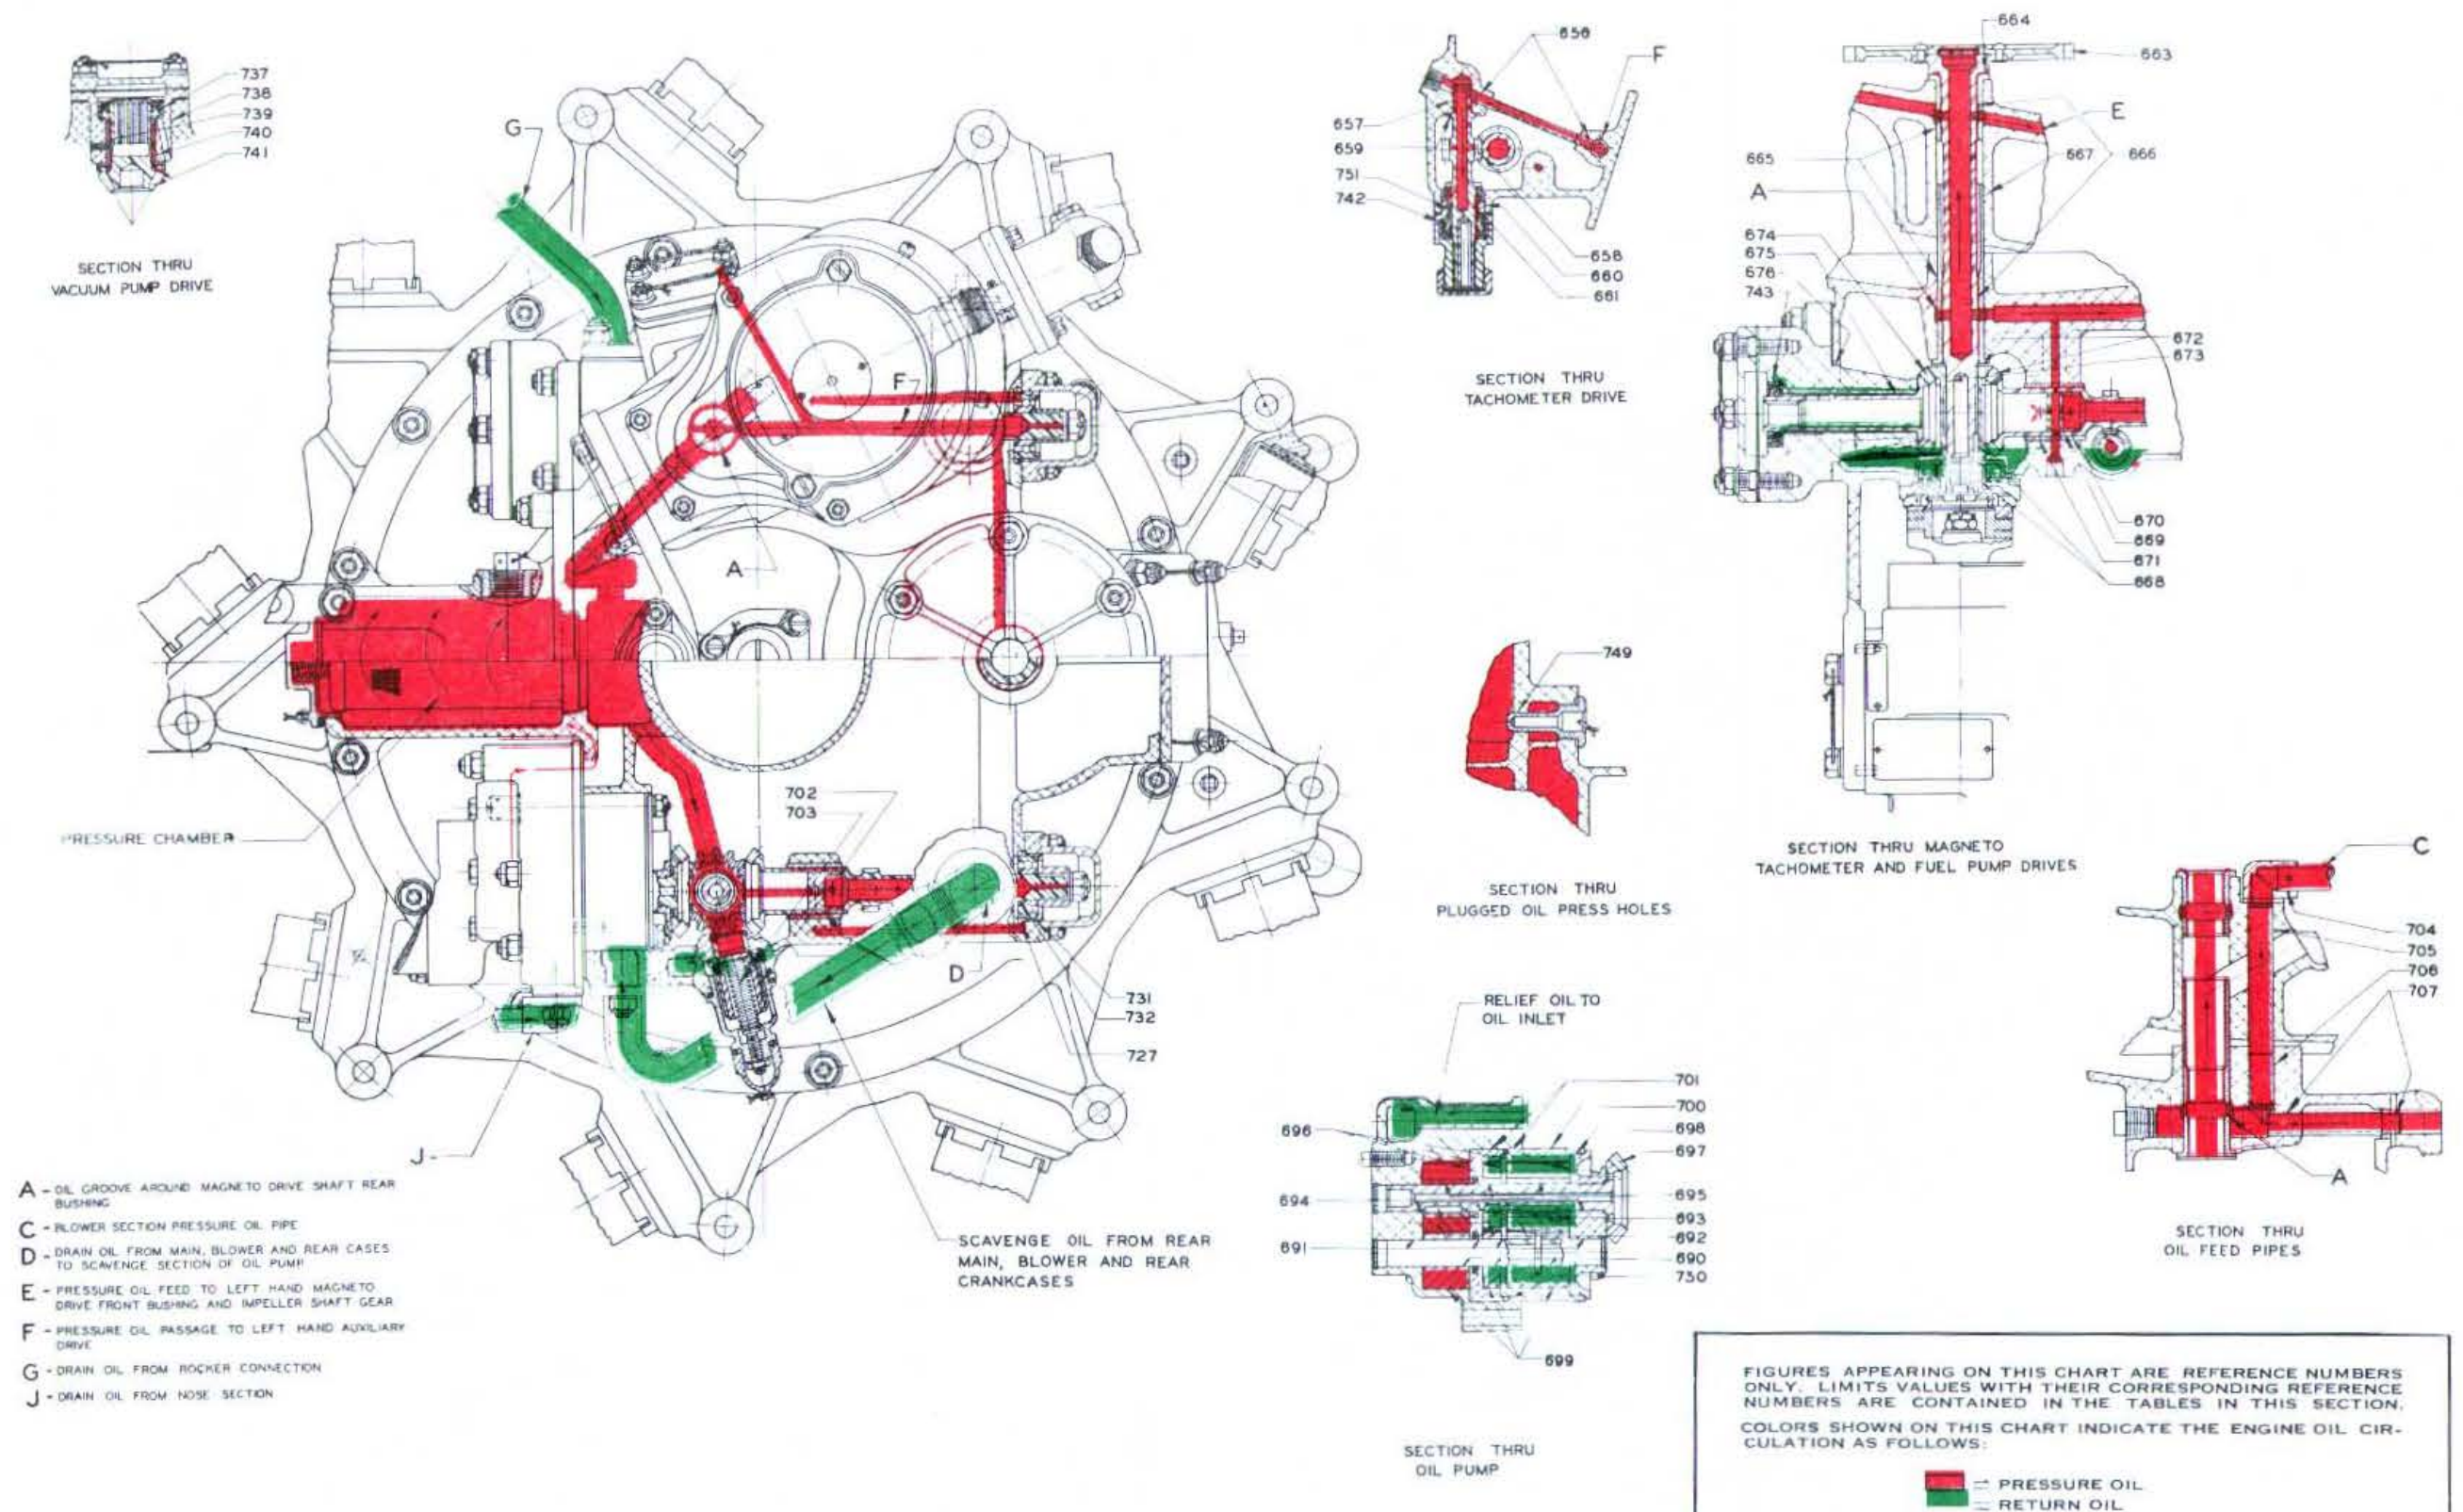 737
738
739
740
741
SECTION THRU
VACUUM PUMP DRIVE
G
F
A
PRESSURE CHAMBER
702
703
D
731
732
727
J-
SCAVENGE OIL FROM REAR
MAIN, BLOWER AND REAR
CRANKCASES
A - OIL GROOVE AROUND MAGNETO DRIVE SHAFT REAR
BUSHING
C - BLOWER SECTION PRESSURE OIL PIPE
D - DRAIN OIL FROM MAIN, BLOWER AND REAR CASES
TO SCAVENGE SECTION OF OIL PUMP
E - PRESSURE OIL FEED TO LEFT HAND MAGNETO
DRIVE FRONT BUSHING AND IMPELLER SHAFT GEAR
F - PRESSURE OIL PASSAGE TO LEFT HAND AUXILIARY
DRIVE
G - DRAIN OIL FROM ROCKER CONNECTION
J - DRAIN OIL FROM NOSE SECTION
656
F
657
659
751
742
658
660
661
SECTION THRU
TACHOMETER DRIVE
664
663
E
665
667
666
A
674
675
676
743
672
673
670
669
671
668
SECTION THRU MAGNETO
TACHOMETER AND FUEL PUMP DRIVES
749
SECTION THRU
PLUGGED OIL PRESS HOLES
C
704
705
706
707
A
SECTION THRU
OIL FEED PIPES
RELIEF OIL TO
OIL INLET
701
700
698
697
696
694
695
693
692
691
690
730
699
SECTION THRU
OIL PUMP
FIGURES APPEARING ON THIS CHART ARE REFERENCE NUMBERS
ONLY. LIMITS VALUES WITH THEIR CORRESPONDING REFERENCE
NUMBERS ARE CONTAINED IN THE TABLES IN THIS SECTION.
COLORS SHOWN ON THIS CHART INDICATE THE ENGINE OIL CIR-
CULATION AS FOLLOWS:
= PRESSURE OIL
= RETURN OIL